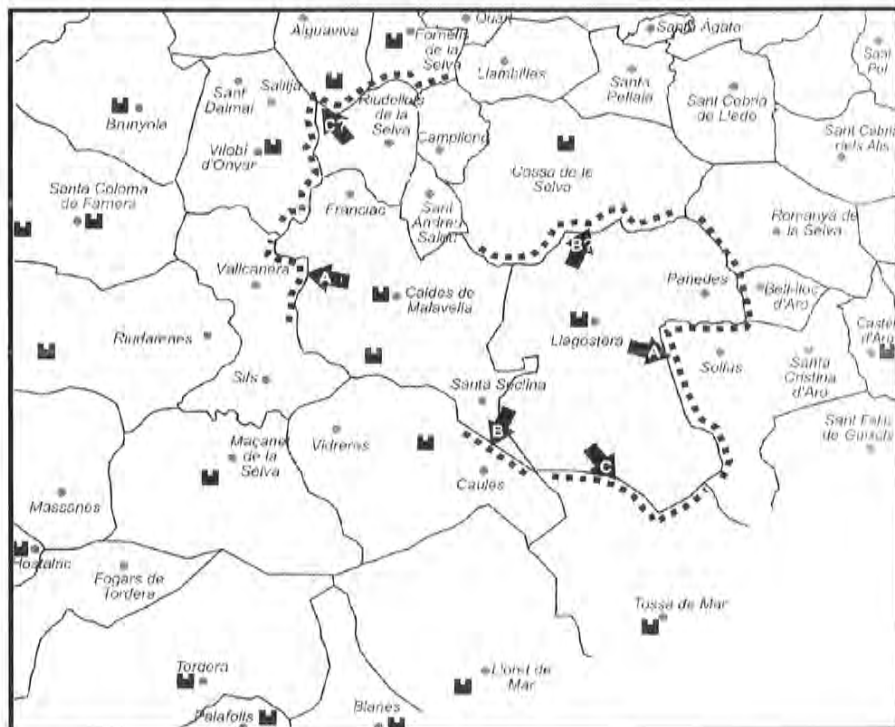 Aiguaviva
Quart
Santa Àgata
Fornells
de la
Selva
Llambilles
Santa
Pellaia
Sant
Pol
Sant
Dalmai
Salitja
Brunyola
Riudellots
de la
Selva
Campllong
Sant Cebrià
de Lledó
Sant Cebrià
dels Alls
Vilobí
d'Onyar
C
Cassà de la
Selva
Santa Coloma
de Farners
Franciac
Sant
Andreu
Salou
Romanyà de
la Selva
B?
Vallcanera
A
Caldes de
Malavella
Panedes
Bell-lloc
d'Aro
Riudarenes
Llagostera
A
Solius
Santa
Cristina
d'Aro
Castell
d'Aro
Sils
Santa Seclina
Sant Feliu
de Guíxols
Maçanet
de la
Selva
Vidreres
B
Caules
C
Massanes
Hostalric
Fogars de
Tordera
Tossa de Mar
Tordera
Lloret de
Mar
Palafolls
Blanes